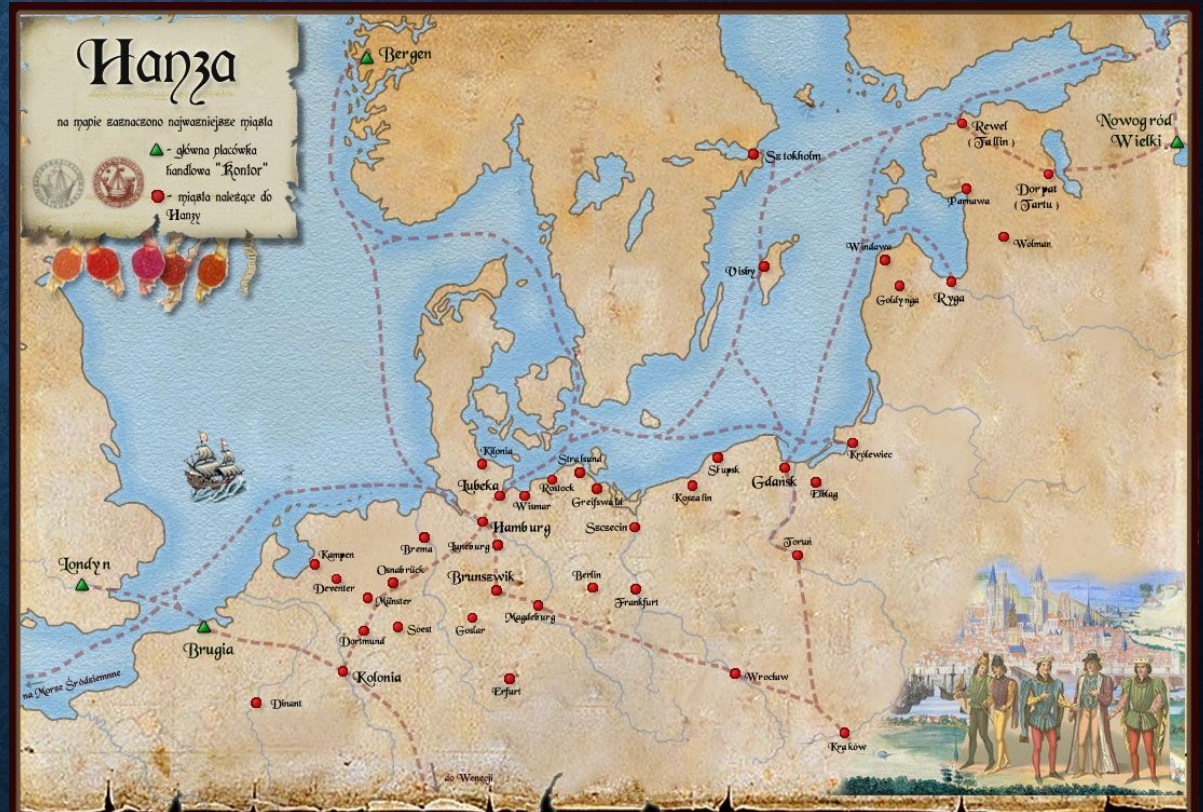 Hanza
na mapie zaznaczono najważniejsze miasta
- główna placówka
handlowa "Kontor"
- miasta należące do
Hanzy
Bergen
Nowogród
Wielki
Rewel
( Tallin )
Sztokholm
Dorpat
( Tartu )
Parnawa
Wolmar
Windawa
Visby
Goldynga
Ryga
Kilonia
Stralsund
Królewiec
Słupsk
Lubeka
Rostock
Gdańsk
Wismar
Greifswald
Koszalin
Elbląg
Hamburg
Szczecin
Brema
Luneburg
Toruń
Kampen
Londyn
Osnabrück
Brunszwik
Berlin
Deventer
Münster
Frankfurt
Magdeburg
Soest
Goslar
Dortmund
Brugia
Kolonia
Wrocław
na Morze Śródziemnne
Erfurt
Dinant
Kraków
do Wenecji